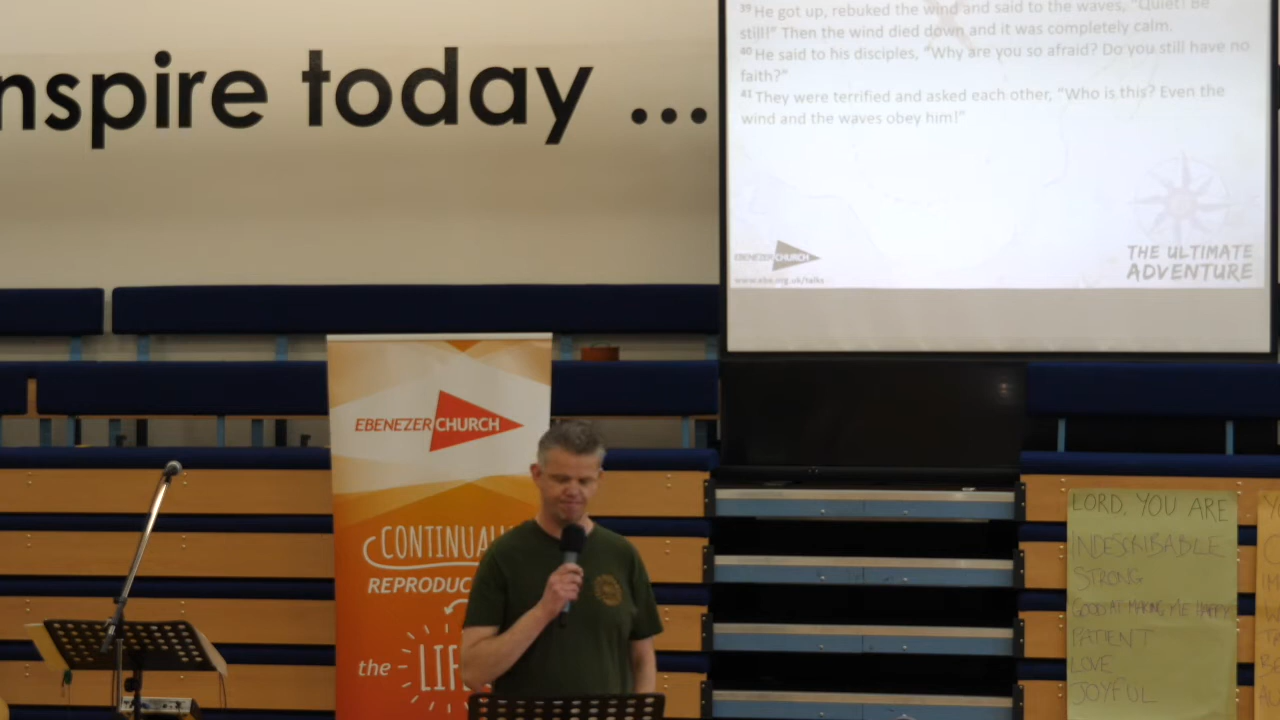 nspire today ...
39 He got up, rebuked the wind and said to the waves, "Quiet! Be
still!" Then the wind died down and it was completely calm.
40 He said to his disciples, "Why are you so afraid? Do you still have no
faith?"
41 They were terrified and asked each other, "Who is this? Even the
wind and the waves obey him!"
EBENEZER CHURCH
www.ebe.org.uk/talks
THE ULTIMATE
ADVENTURE
EBENEZER CHURCH
CONTINUAL
REPRODUC
the LIF
LORD, YOU ARE
INDESCRIBABLE
STRONG
GOOD AT MAKING ME HAPPY
PATIENT
LOVE
JOYFUL